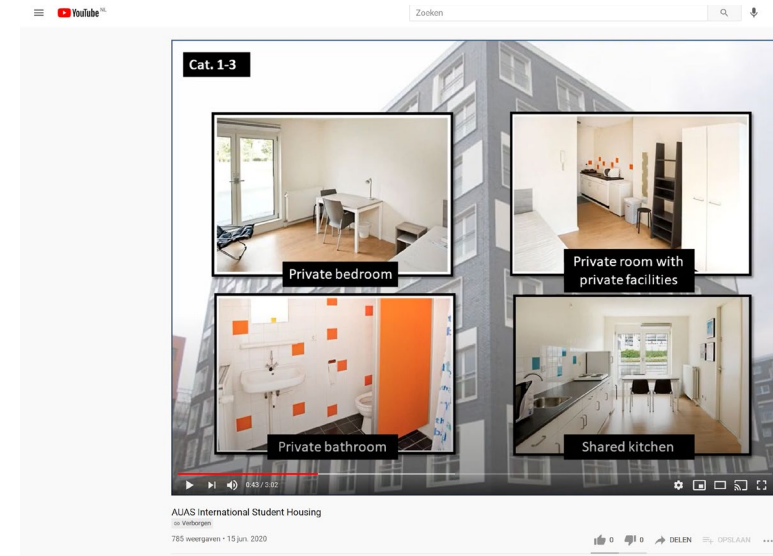 YouTube NL
Zoeken
Cat. 1-3
Private bedroom
Private room with
private facilities
Private bathroom
Shared kitchen
0:43 / 3:02
AUAS International Student Housing
Verborgen
785 weergaven • 15 jun. 2020
0 0 DELEN OPSLAAN